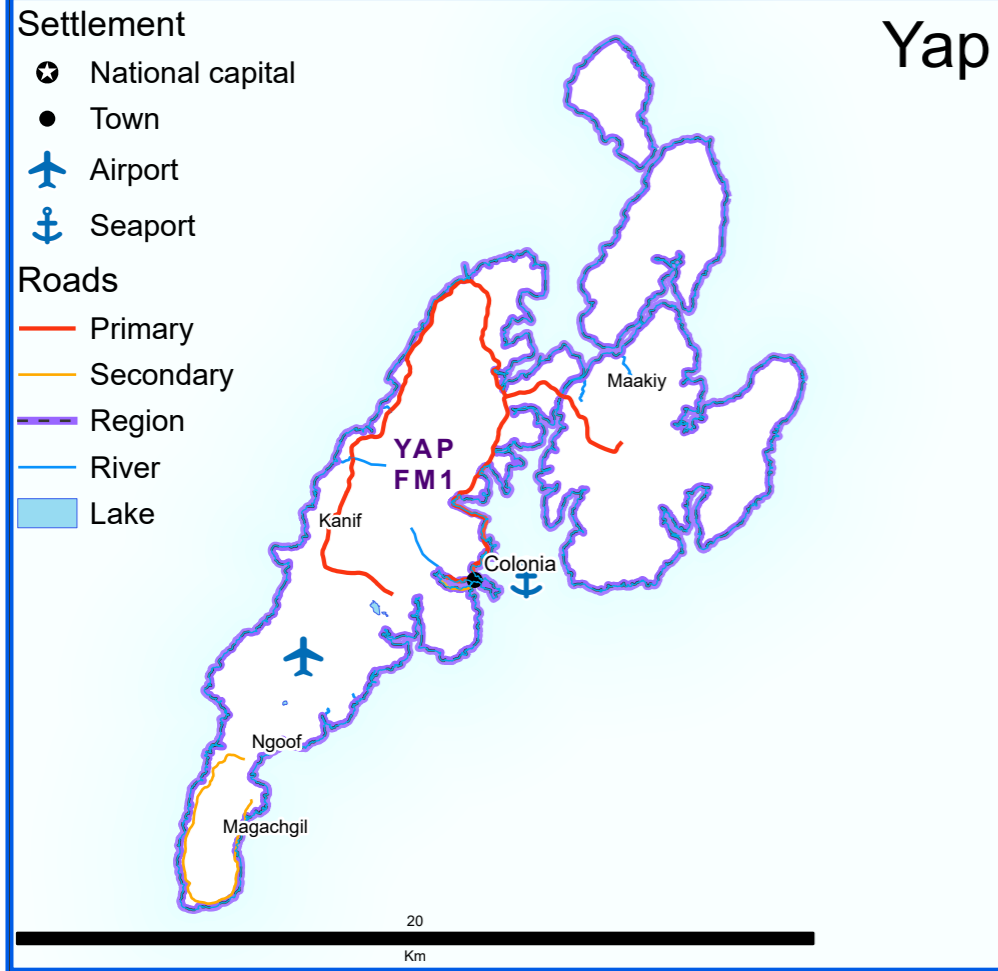 Settlement
National capital
Town
Airport
Seaport
Roads
Primary
Secondary
Region
River
Lake
Yap
Maakiy
YAP
FM1
Kanif
Colonia
Ngoof
Magachgil
20
Km